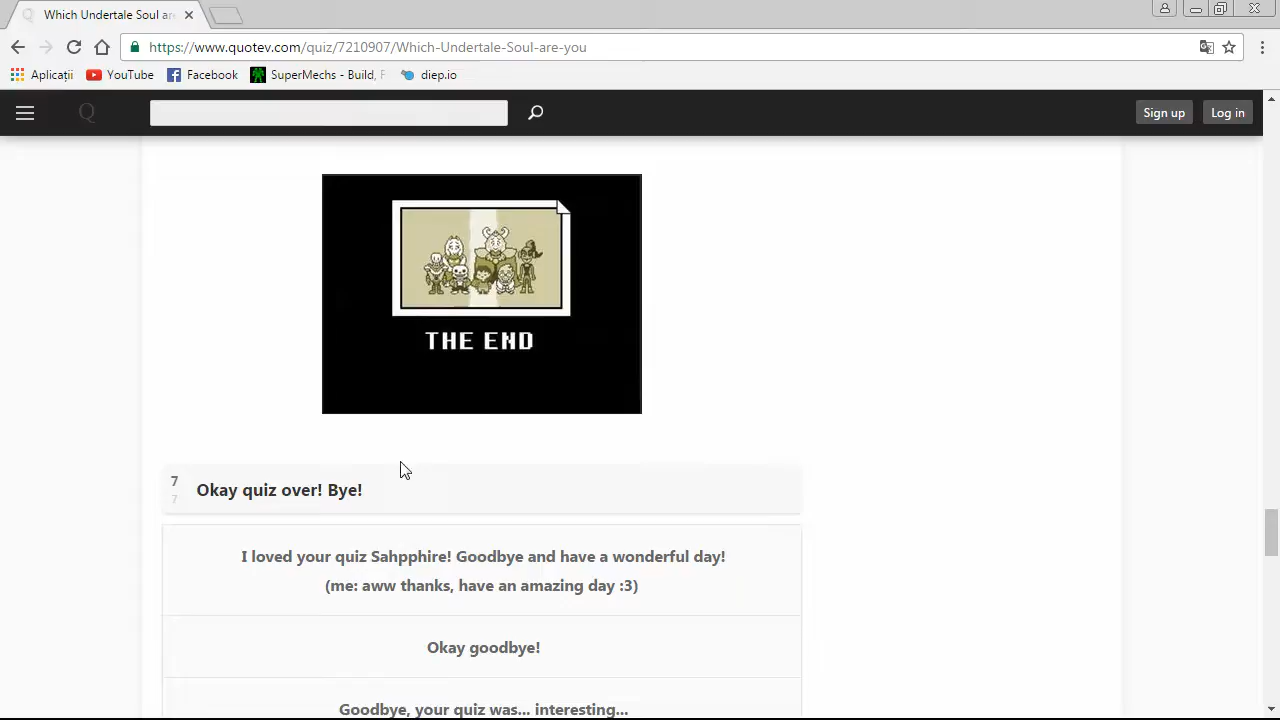 Which Undertale Soul are
https://www.quotev.com/quiz/7210907/Which-Undertale-Soul-are-you
Aplicații YouTube Facebook SuperMechs - Build, F diep.io
Q Sign up Log in
THE END
7 Okay quiz over! Bye!
7
I loved your quiz Sahpphire! Goodbye and have a wonderful day!
(me: aww thanks, have an amazing day :3)
Okay goodbye!
Goodbye, your quiz was... interesting...